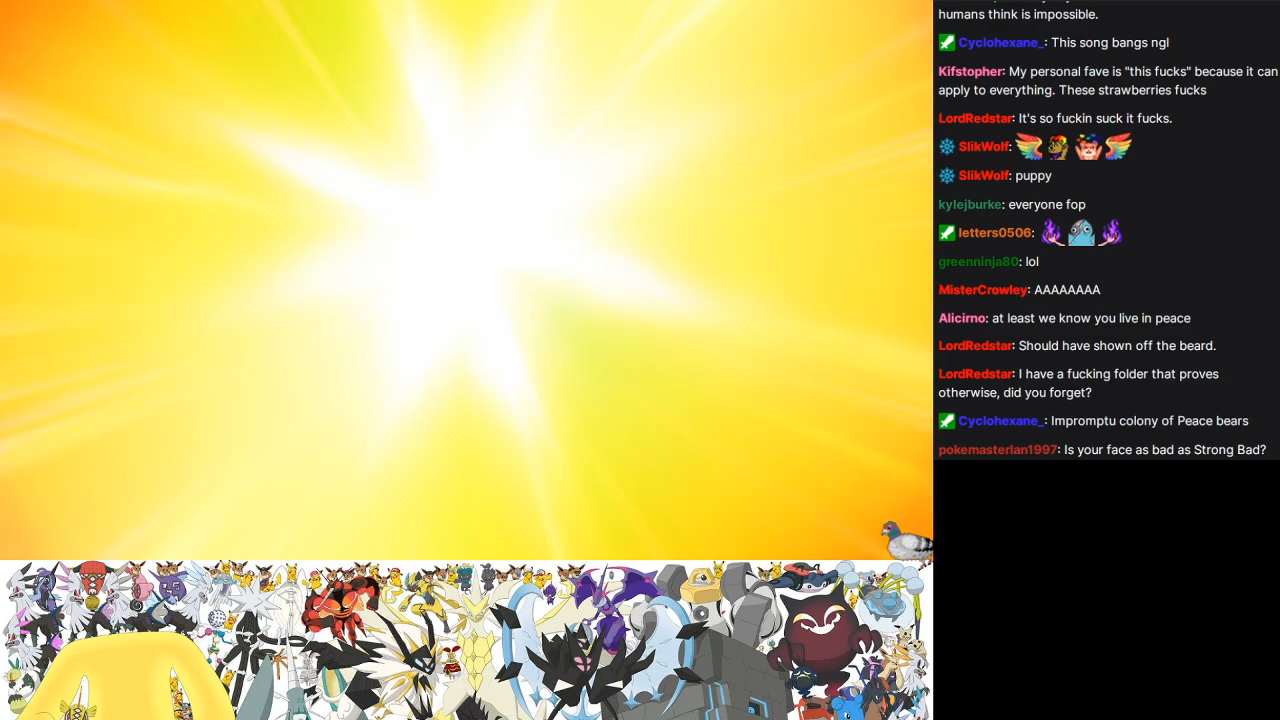 humans think is impossible.
Cyclohexane_: This song bangs ngl
Kifstopher: My personal fave is "this fucks" because it can
apply to everything. These strawberries fucks
LordRedstar: It's so fuckin suck it fucks.
SlikWolf:
SlikWolf: puppy
kylejburke: everyone fop
letters0506:
greenninja80: lol
MisterCrowley: AAAAAAAA
Alicirno: at least we know you live in peace
LordRedstar: Should have shown off the beard.
LordRedstar: I have a fucking folder that proves
otherwise, did you forget?
Cyclohexane_: Impromptu colony of Peace bears
pokemasterIan1997: Is your face as bad as Strong Bad?